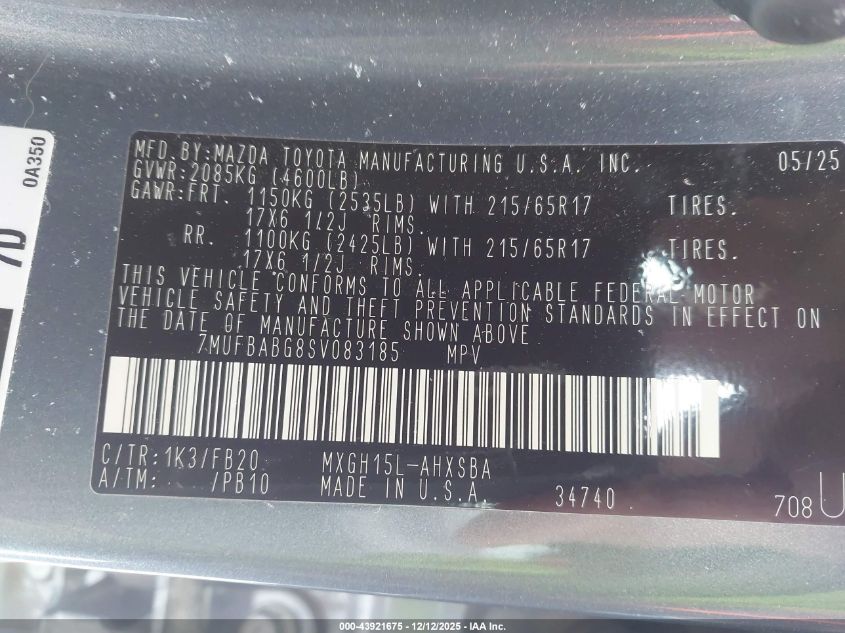 MFD.BY:MAZDA TOYOTA MANUFACTURING U.S.A. INC. 05/25
GVWR:2085KG (4600LB)
GAWR:FRT. 1150KG (2535LB) WITH 215/65R17 TIRES.
17X6 1/2J RIMS.
RR. 1100KG (2425LB) WITH 215/65R17 TIRES.
17X6 1/2J RIMS.
THIS VEHICLE CONFORMS TO ALL APPLICABLE FEDERAL MOTOR
VEHICLE SAFETY AND THEFT PREVENTION STANDARDS IN EFFECT ON
THE DATE OF MANUFACTURE SHOWN ABOVE
7MUFBABG8SV083185 MPV
C/TR:1K3/FB20 MXGH15L-AHXSBA
A/TM: /PB10 MADE IN U.S.A. 34740 708 U
0A350
000-43921675 - 12/12/2025 - IAA Inc.